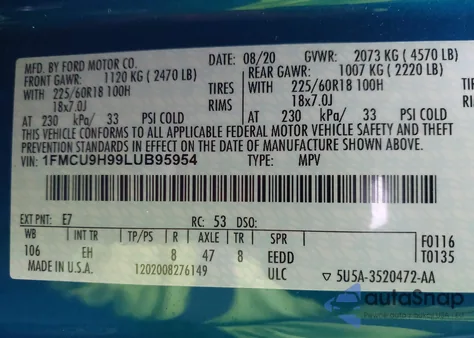 MFD. BY FORD MOTOR CO. 08/20 GVWR: 2073 KG ( 4570 LB)
FRONT GAWR: 1120 KG ( 2470 LB) REAR GAWR: 1007 KG ( 2220 LB)
WITH 225/60R18 100H TIRES WITH 225/60R18 100H TIRES
18x7.0J RIMS 18x7.0J RIMS
AT 230 kPa/ 33 PSI COLD AT 230 kPa/ 33 PSI COLD
THIS VEHICLE CONFORMS TO ALL APPLICABLE FEDERAL MOTOR VEHICLE SAFETY AND THEFT
PREVENTION STANDARDS IN EFFECT ON THE DATE OF MANUFACTURE SHOWN ABOVE.
VIN: 1FMCU9H99LUB95954 TYPE: MPV
EXT PNT: E7 RC: 53 DSO:
WB INT TR TP/PS R AXLE TR SPR F0116
106 EH 8 47 8 EEDD T0135
MADE IN U.S.A. 1202008276149 ULC ▽ 5U5A-3520472-AA
autoSnap